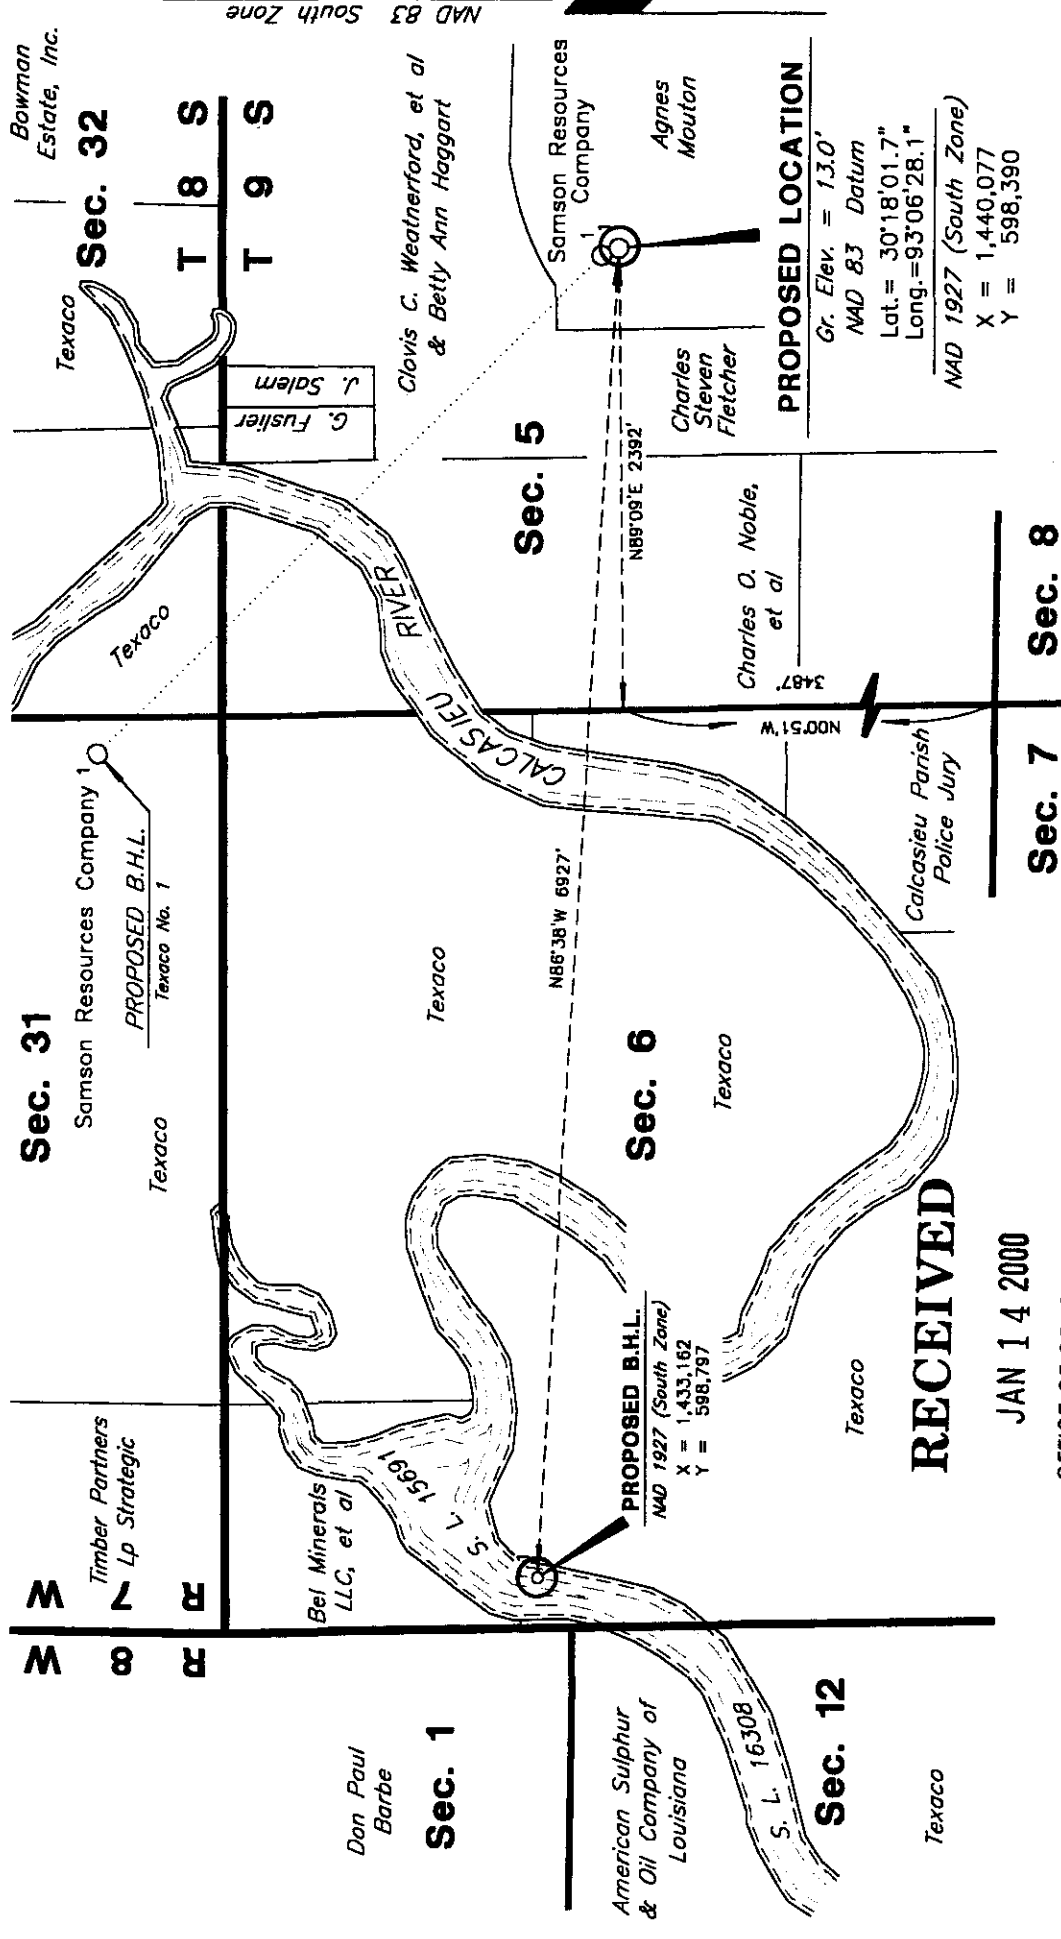 NAD 83 South Zone
Bowman
Estate, Inc.
Sec. 32
T 8 S
T 9 S
Texaco
G. Fuslier
J. Salem
Clovis C. Weatherford, et al
& Betty Ann Haggart
Samson Resources
Company
1
Agnes
Mouton
PROPOSED LOCATION
Gr. Elev. = 13.0'
NAD 83 Datum
Lat.= 30°18'01.7"
Long.=93°06'28.1"
NAD 1927 (South Zone)
X = 1,440,077
Y = 598,390
Charles
Steven
Fletcher
Sec. 5
N89°09'E 2392'
Charles O. Noble,
et al
3487'
N00°51'W
Sec. 8
Sec. 7
Calcasieu Parish
Police Jury
CALCASIEU RIVER
Texaco
Sec. 31
Samson Resources Company 1
PROPOSED B.H.L.
Texaco No. 1
Texaco
Texaco
N86°38'W 6927'
Sec. 6
Texaco
PROPOSED B.H.L.
NAD 1927 (South Zone)
X = 1,433,162
Y = 598,797
Texaco
RECEIVED
JAN 14 2000
Timber Partners
Lp Strategic
R 7 W
R 8 W
Bel Minerals
LLC, et al
S. L. 15691
Don Paul
Barbe
Sec. 1
American Sulphur
& Oil Company of
Louisiana
S. L. 16308
Sec. 12
Texaco